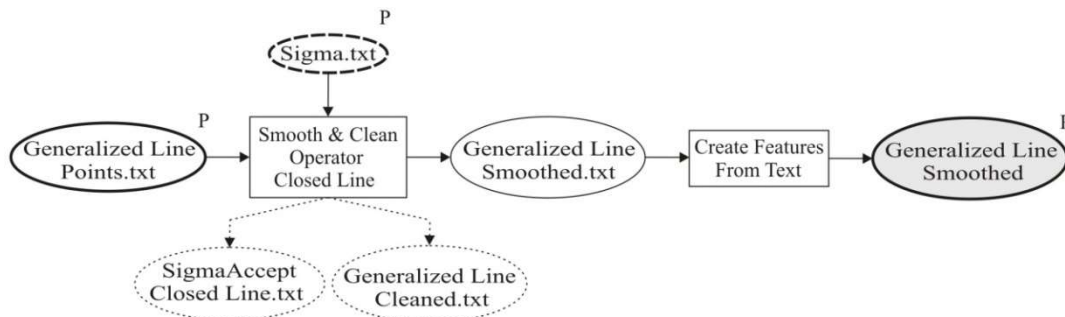 P
Sigma.txt
P
Generalized Line
Points.txt
Smooth & Clean
Operator
Closed Line
Generalized Line
Smoothed.txt
Create Features
From Text
P
Generalized Line
Smoothed
SigmaAccept
Closed Line.txt
Generalized Line
Cleaned.txt